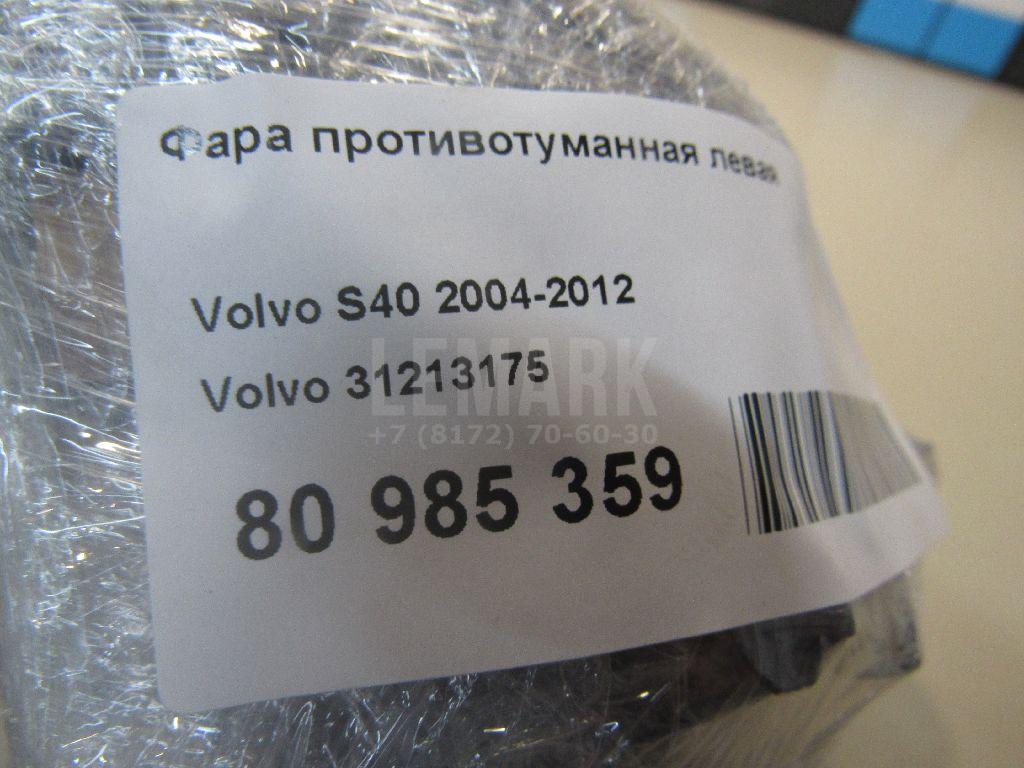 Фара противотуманная левая
Volvo S40 2004-2012
LEMARK
Volvo 31213175
+7 (8172) 70-60-30
80 985 359